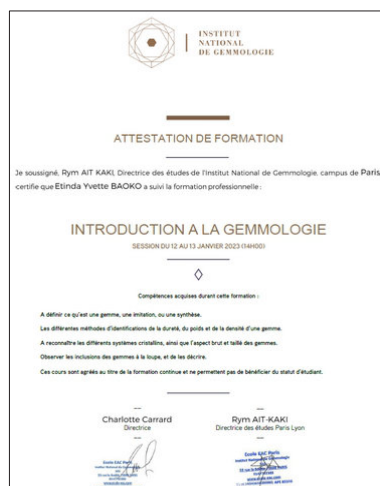 INSTITUT
NATIONAL
DE GEMMOLOGIE
ATTESTATION DE FORMATION
Je soussigné, Rym AIT KAKI, Directrice des études de l'Institut National de Gemmologie, campus de Paris
certifie que Etinda Yvette BAOKO a suivi la formation professionnelle :
INTRODUCTION A LA GEMMOLOGIE
SESSION DU 12 AU 13 JANVIER 2023 (14H00)
Compétences acquises durant cette formation :
A définir ce qu'est une gemme, une imitation, ou une synthèse.
Les différentes méthodes d'identifications de la dureté, du poids et de la densité d'une gemme.
A reconnaître les différents systèmes cristallins, ainsi que l'aspect brut et taillé des gemmes.
Observer les inclusions des gemmes à la loupe, et de les décrire.
Ces cours sont agréés au titre de la formation continue et ne permettent pas de bénéficier du statut d'étudiant.
Charlotte Carrard
Directrice
Rym AIT-KAKI
Directrice des études Paris Lyon